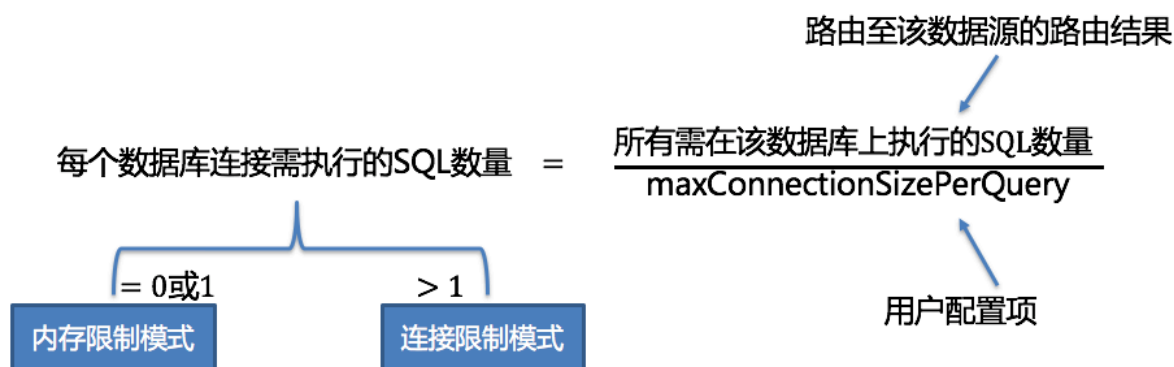 路由至该数据源的路由结果
所有需在该数据库上执行的SQL数量
每个数据库连接需执行的SQL数量 =
maxConnectionSizePerQuery
= 0或1
> 1
用户配置项
内存限制模式
连接限制模式